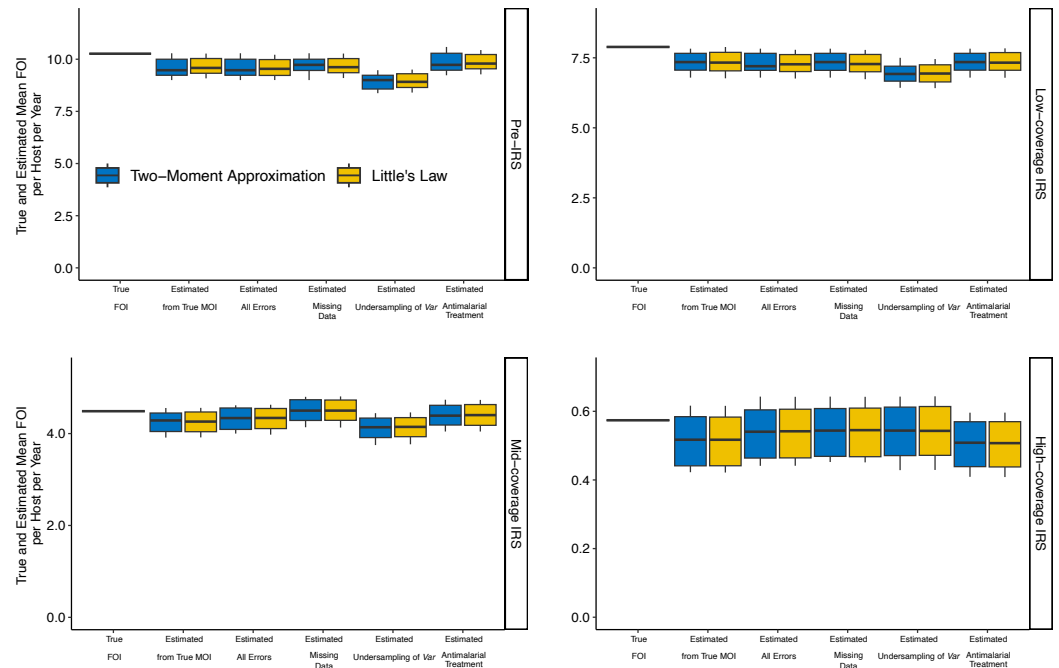 True and Estimated Mean FOI
per Host per Year
10.0
7.5
5.0
2.5
0.0
Two−Moment Approximation
Little's Law
Pre−IRS
True
FOI
Estimated
from True MOI
Estimated
All Errors
Estimated
Missing
Data
Estimated
Undersampling of Var
Estimated
Antimalarial
Treatment
7.5
5.0
2.5
0.0
Low−coverage IRS
True
FOI
Estimated
from True MOI
Estimated
All Errors
Estimated
Missing
Data
Estimated
Undersampling of Var
Estimated
Antimalarial
Treatment
True and Estimated Mean FOI
per Host per Year
4.0
2.0
0.0
Mid−coverage IRS
True
FOI
Estimated
from True MOI
Estimated
All Errors
Estimated
Missing
Data
Estimated
Undersampling of Var
Estimated
Antimalarial
Treatment
0.6
0.4
0.2
0.0
High−coverage IRS
True
FOI
Estimated
from True MOI
Estimated
All Errors
Estimated
Missing
Data
Estimated
Undersampling of Var
Estimated
Antimalarial
Treatment